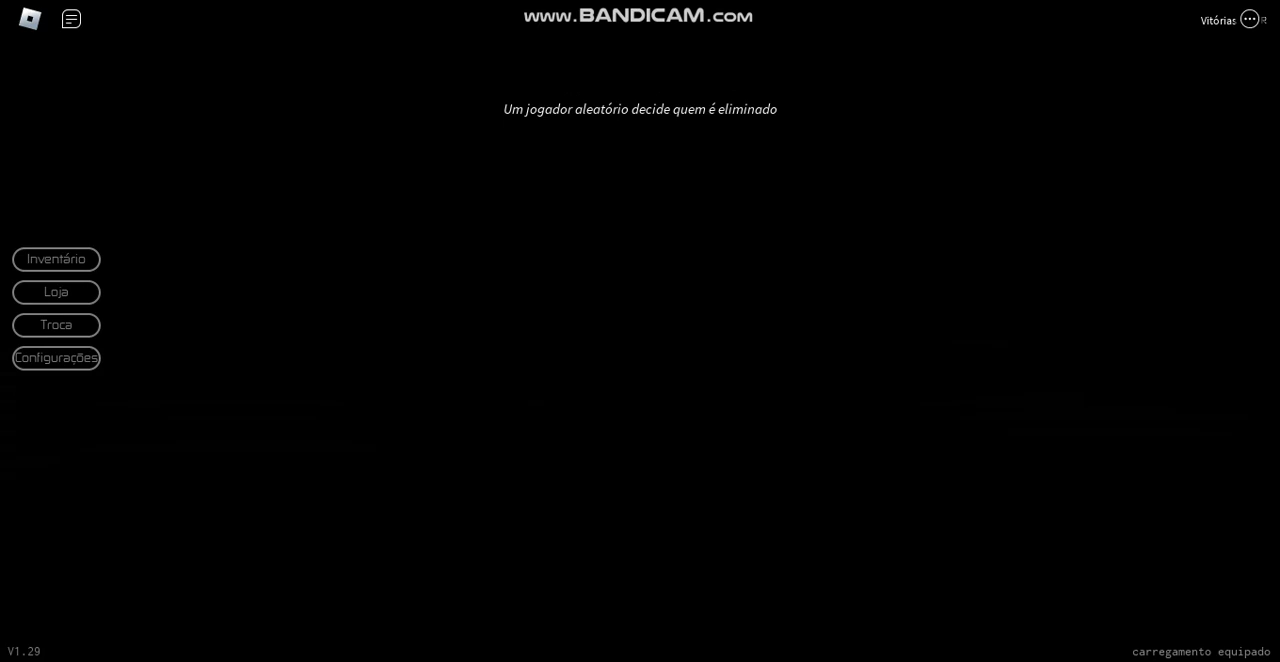 www.BANDICAM.com
Vitórias
R
Um jogador aleatório decide quem é eliminado
Inventário
Loja
Troca
Configurações
V1.29
carregamento equipado